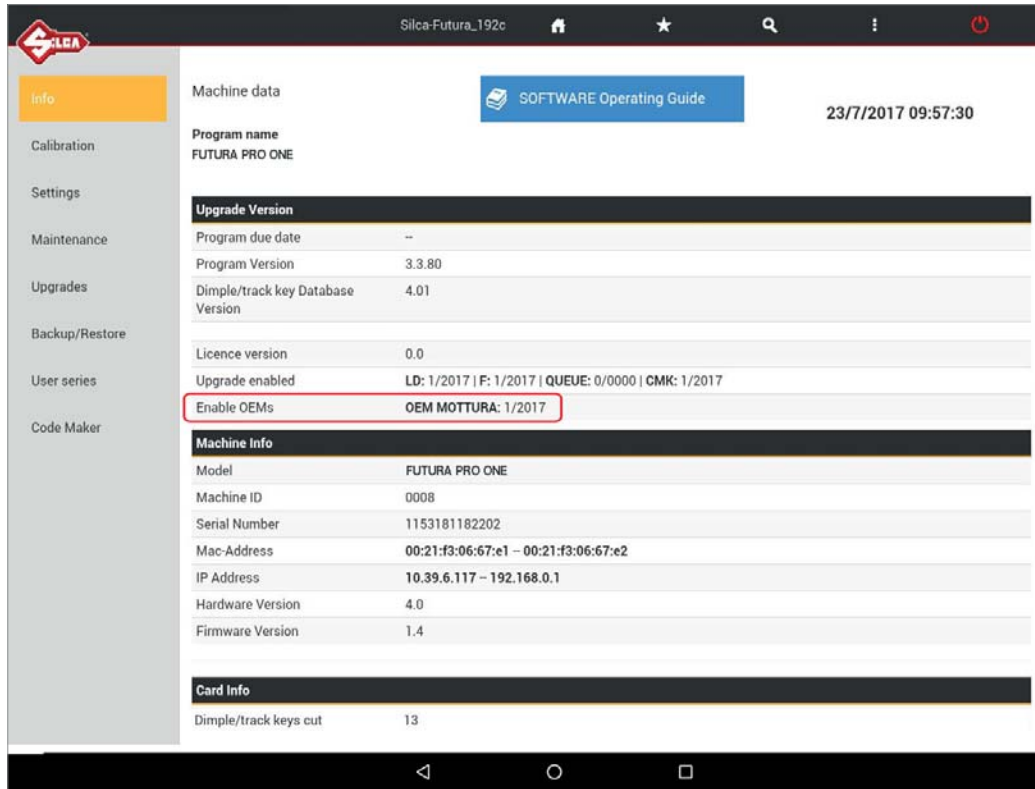 Silca-Futura_192c
SILCA
Info
Calibration
Settings
Maintenance
Upgrades
Backup/Restore
User series
Code Maker
Machine data
SOFTWARE Operating Guide
23/7/2017 09:57:30
Program name
FUTURA PRO ONE
Upgrade Version
Program due date --
Program Version 3.3.80
Dimple/track key Database 4.01
Version
Licence version 0.0
Upgrade enabled LD: 1/2017 | F: 1/2017 | QUEUE: 0/0000 | CMK: 1/2017
Enable OEMs OEM MOTTURA: 1/2017
Machine Info
Model FUTURA PRO ONE
Machine ID 0008
Serial Number 1153181182202
Mac-Address 00:21:f3:06:67:e1 -- 00:21:f3:06:67:e2
IP Address 10.39.6.117 -- 192.168.0.1
Hardware Version 4.0
Firmware Version 1.4
Card Info
Dimple/track keys cut 13